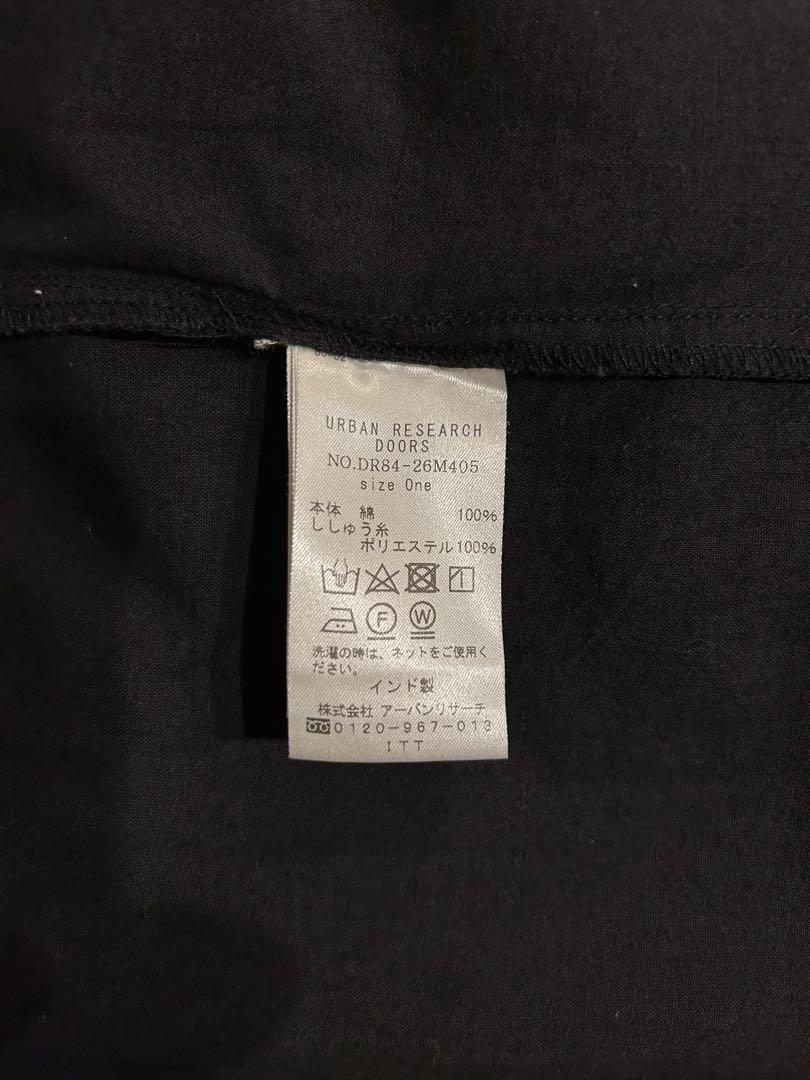 URBAN RESEARCH
DOORS
NO.DR84-26M405
size One
本体 綿 100%
ししゅう糸
ポリエステル100%
F W
洗濯の時は、ネットをご使用く
ださい。
インド製
株式会社 アーバンリサーチ
0120-967-013
ITT